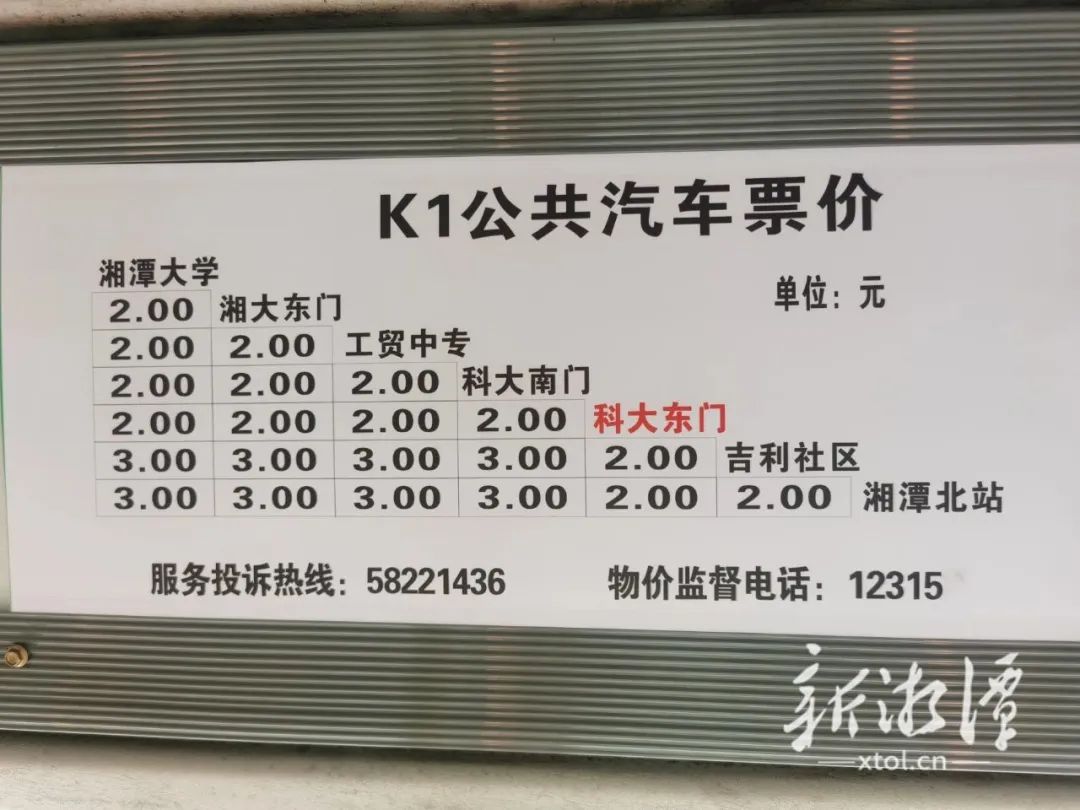 K1公共汽车票价
单位：元
湘潭大学
2.00 湘大东门
2.00 2.00 工贸中专
2.00 2.00 2.00 科大南门
2.00 2.00 2.00 2.00 科大东门
3.00 3.00 3.00 3.00 2.00 吉利社区
3.00 3.00 3.00 3.00 2.00 2.00 湘潭北站
服务投诉热线：58221436 物价监督电话：12315
新湘潭
xtol.cn